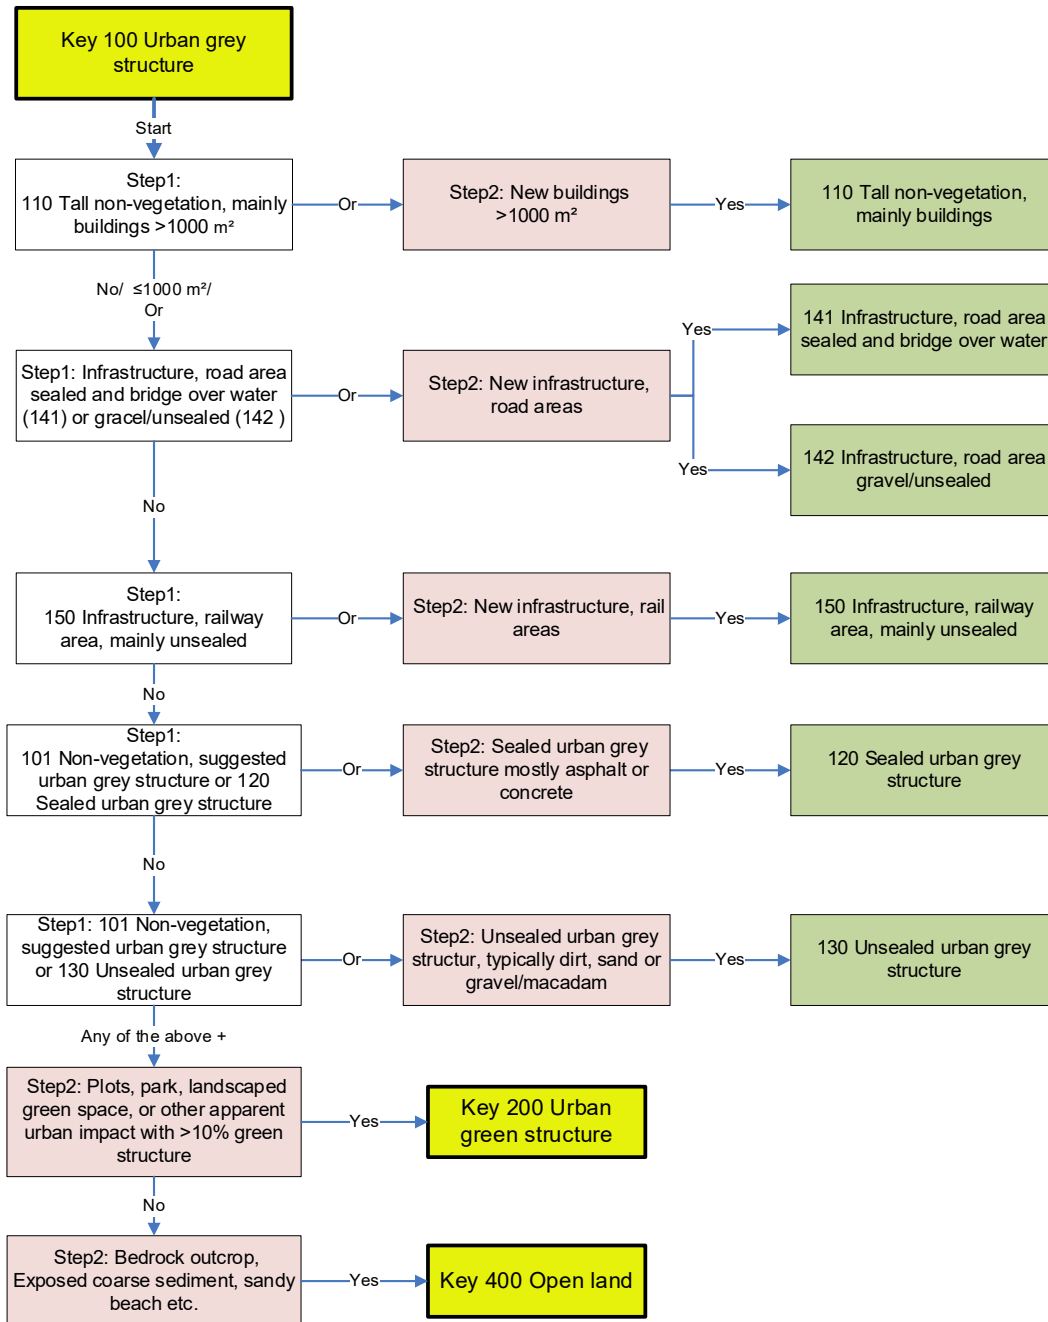 Key 100 Urban grey
structure
Start
Step1:
110 Tall non-vegetation, mainly
buildings >1000 m²
Or
Step2: New buildings
>1000 m²
Yes
110 Tall non-vegetation,
mainly buildings
No/ ≤1000 m²/
Or
Step1: Infrastructure, road area
sealed and bridge over water
(141) or gracel/unsealed (142 )
Or
Step2: New infrastructure,
road areas
Yes
141 Infrastructure, road area
sealed and bridge over water
Yes
142 Infrastructure, road area
gravel/unsealed
No
Step1:
150 Infrastructure, railway
area, mainly unsealed
Or
Step2: New infrastructure, rail
areas
Yes
150 Infrastructure, railway
area, mainly unsealed
No
Step1:
101 Non-vegetation, suggested
urban grey structure or 120
Sealed urban grey structure
Or
Step2: Sealed urban grey
structure mostly asphalt or
concrete
Yes
120 Sealed urban grey
structure
No
Step1: 101 Non-vegetation,
suggested urban grey structure
or 130 Unsealed urban grey
structure
Or
Step2: Unsealed urban grey
structur, typically dirt, sand or
gravel/macadam
Yes
130 Unsealed urban grey
structure
Any of the above +
Step2: Plots, park, landscaped
green space, or other apparent
urban impact with >10% green
structure
Yes
Key 200 Urban
green structure
No
Step2: Bedrock outcrop,
Exposed coarse sediment, sandy
beach etc.
Yes
Key 400 Open land